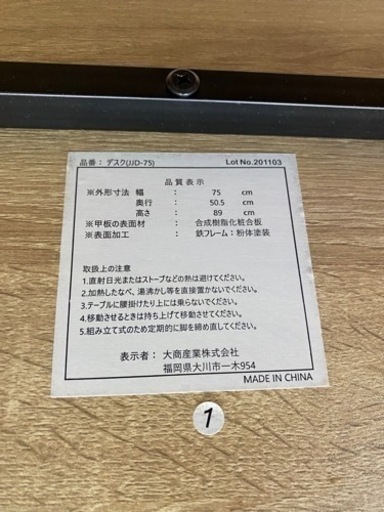 品番：デスク(JJD-75) Lot No.201103
品質表示
※外形寸法 幅 ： 75 cm
奥行 ： 50.5 cm
高さ ： 89 cm
※甲板の表面材 ： 合成樹脂化粧合板
※表面加工 ： 鉄フレーム：粉体塗装
取扱上の注意
1.直射日光またはストーブなどの熱は避けてください。
2.加熱したなべ、湯沸かし等を直接置かないでください。
3.テーブルに腰掛けたり上には乗らないでください。
4.移動させるときは持ち上げて移動させてください。
5.組み立て式のため定期的に脚を締め直してください。
表示者：大商産業株式会社
福岡県大川市一木954
MADE IN CHINA
1